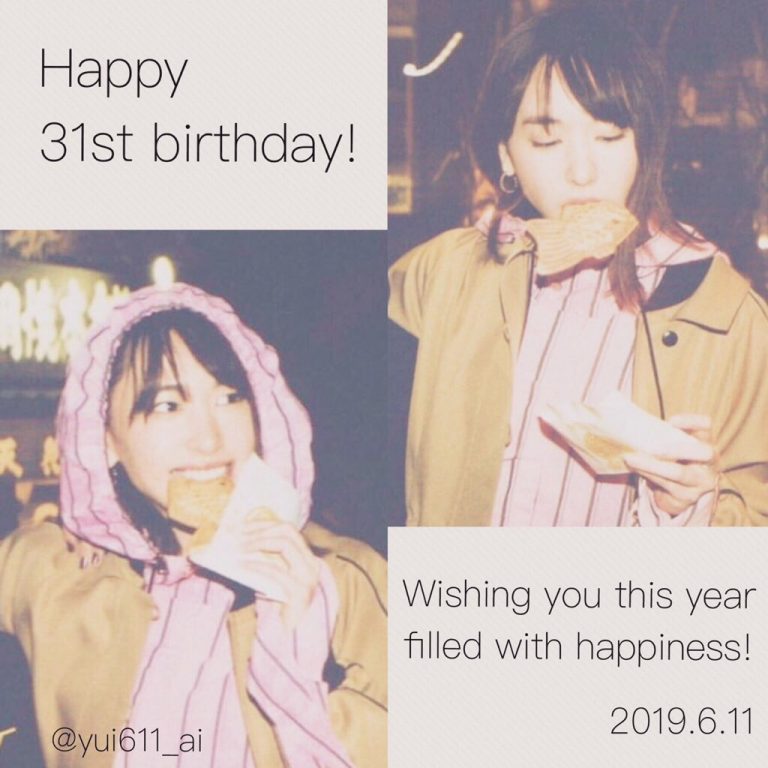 Happy
31st birthday!
Wishing you this year
filled with happiness!
2019.6.11
@yui611_ai